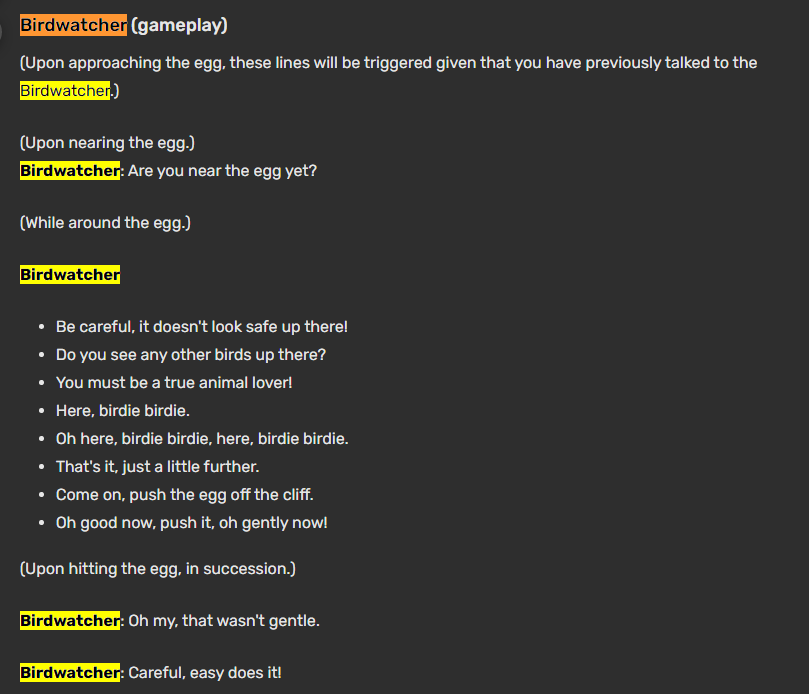 Birdwatcher (gameplay)
(Upon approaching the egg, these lines will be triggered given that you have previously talked to the
Birdwatcher.)
(Upon nearing the egg.)
Birdwatcher: Are you near the egg yet?
(While around the egg.)
Birdwatcher
• Be careful, it doesn't look safe up there!
• Do you see any other birds up there?
• You must be a true animal lover!
• Here, birdie birdie.
• Oh here, birdie birdie, here, birdie birdie.
• That's it, just a little further.
• Come on, push the egg off the cliff.
• Oh good now, push it, oh gently now!
(Upon hitting the egg, in succession.)
Birdwatcher: Oh my, that wasn't gentle.
Birdwatcher: Careful, easy does it!